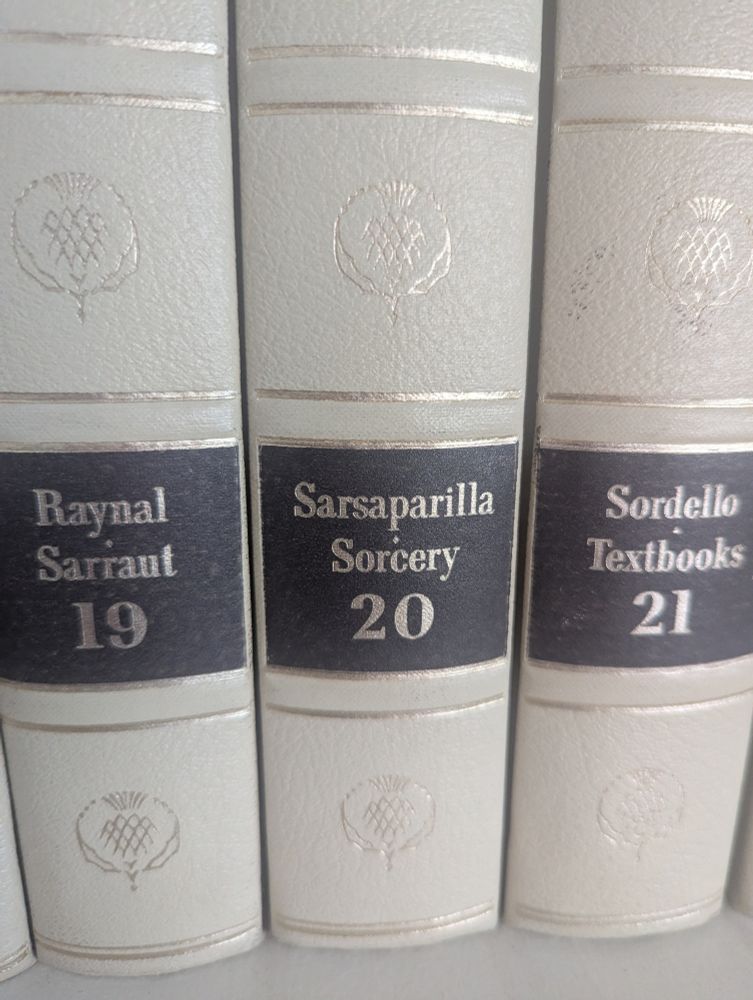 Raynal
Sarraut
19
Sarsaparilla
Sorcery
20
Sordello
Textbooks
21